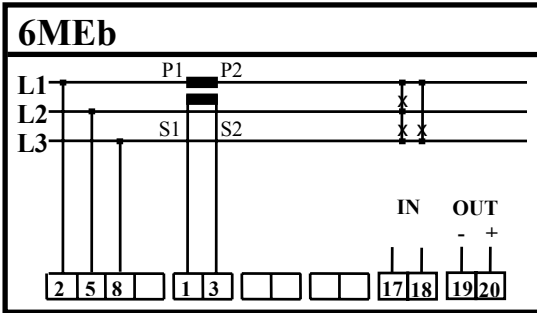 6MEb
P1 P2
L1
L2
S1 S2
L3
IN OUT
- +
2 5 8 1 3 17 18 19 20